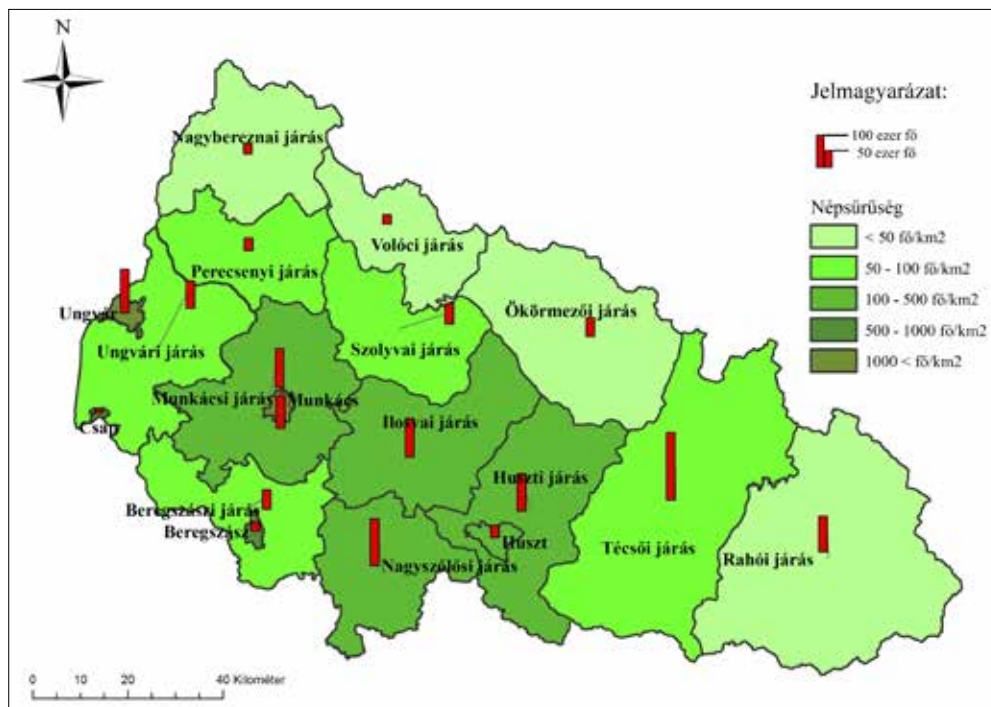 N
Jelmagyarázat:
100 ezer fő
50 ezer fő
Népsűrűség
< 50 fő/km2
50 - 100 fő/km2
100 - 500 fő/km2
500 - 1000 fő/km2
1000 < fő/km2
Nagybereznai járás
Volóci járás
Perecsenyi járás
Ökörmezői járás
Ungvár
Ungvári járás
Szolyvai járás
Munkácsi járás
Munkács
Csap
Ilosvai járás
Huszti járás
Beregszászi járás
Beregszász
Huszt
Técsői járás
Rahói járás
Nagyszőlősi járás
0 10 20 40 Kilométer